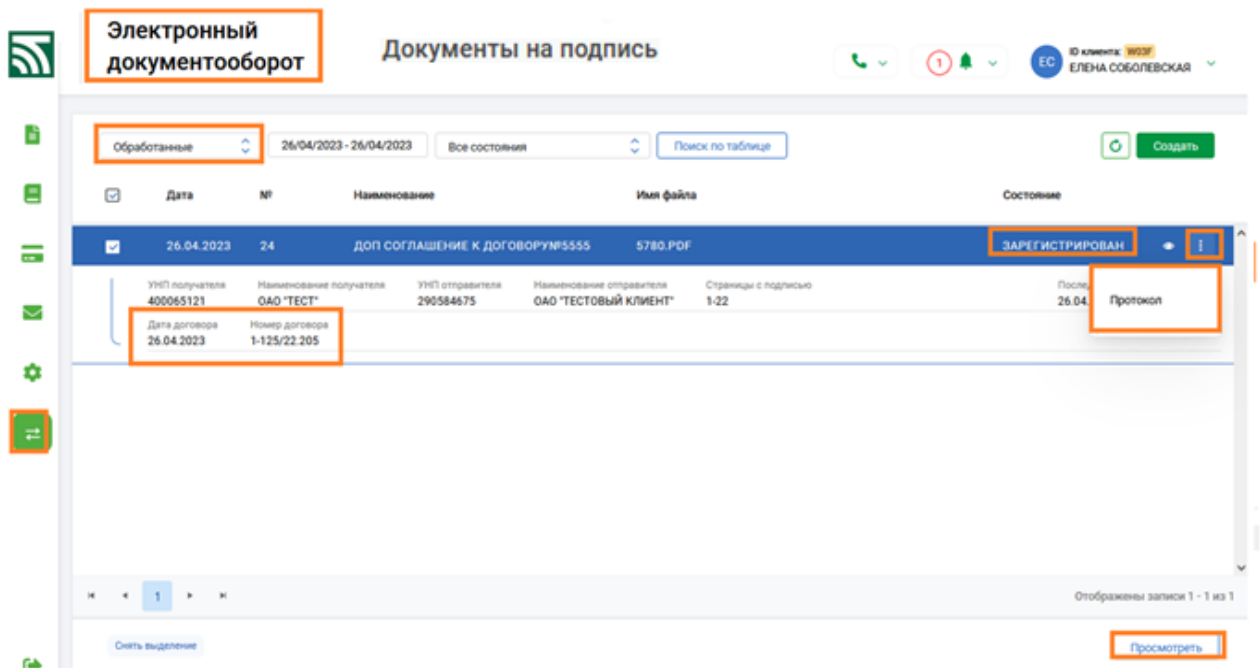 Электронный
документооборот
Документы на подпись
1
ЕС
ID клиента: W03F
ЕЛЕНА СОБОЛЕВСКАЯ
Обработанные
26/04/2023 - 26/04/2023
Все состояния
Поиск по таблице
Создать
Дата № Наименование Имя файла Состояние
26.04.2023 24 ДОП СОГЛАШЕНИЕ К ДОГОВОРУ№5555 5780.PDF ЗАРЕГИСТРИРОВАН
УНП получателя Наименование получателя УНП отправителя Наименование отправителя Страницы с подписью После
400065121 ОАО "ТЕСТ" 290584675 ОАО "ТЕСТОВЫЙ КЛИЕНТ" 1-22 26.04.
Протокол
Дата договора Номер договора
26.04.2023 1-125/22.205
1
Отображены записи 1 - 1 из 1
Снять выделение
Просмотреть